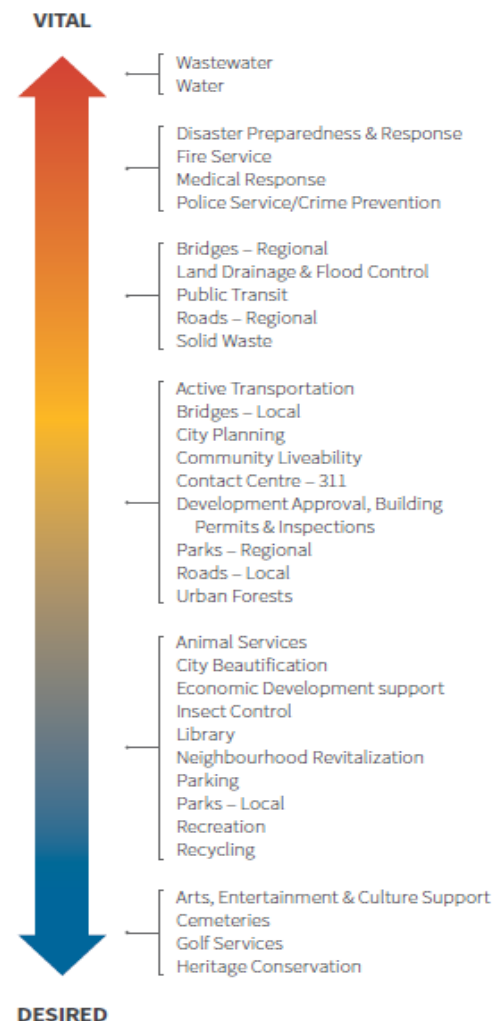 VITAL
Wastewater
Water
Disaster Preparedness & Response
Fire Service
Medical Response
Police Service/Crime Prevention
Bridges – Regional
Land Drainage & Flood Control
Public Transit
Roads – Regional
Solid Waste
Active Transportation
Bridges – Local
City Planning
Community Liveability
Contact Centre – 311
Development Approval, Building
Permits & Inspections
Parks – Regional
Roads – Local
Urban Forests
Animal Services
City Beautification
Economic Development support
Insect Control
Library
Neighbourhood Revitalization
Parking
Parks – Local
Recreation
Recycling
Arts, Entertainment & Culture Support
Cemeteries
Golf Services
Heritage Conservation
DESIRED